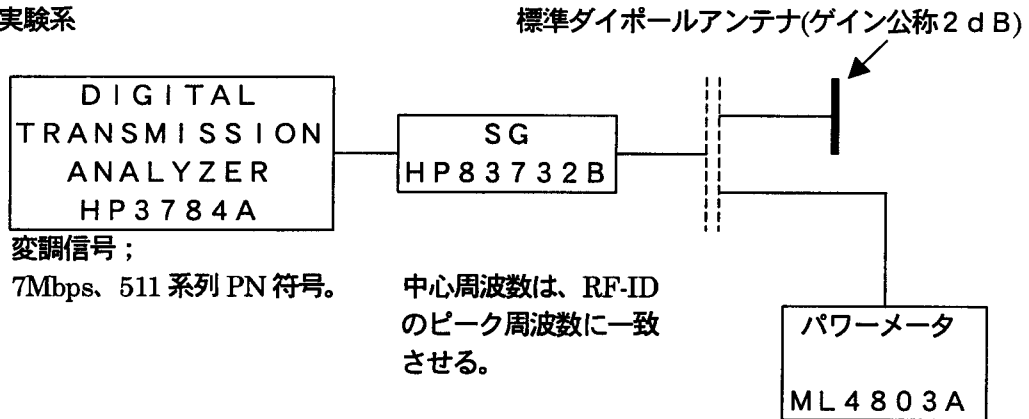 実験系
標準ダイポールアンテナ(ゲイン公称2dB)
DIGITAL
TRANSMISSION
ANALYZER
HP3784A
SG
HP83732B
変調信号；
7Mbps、511系列PN符号。
中心周波数は、RF-ID
のピーク周波数に一致
させる。
パワーメータ
ML4803A